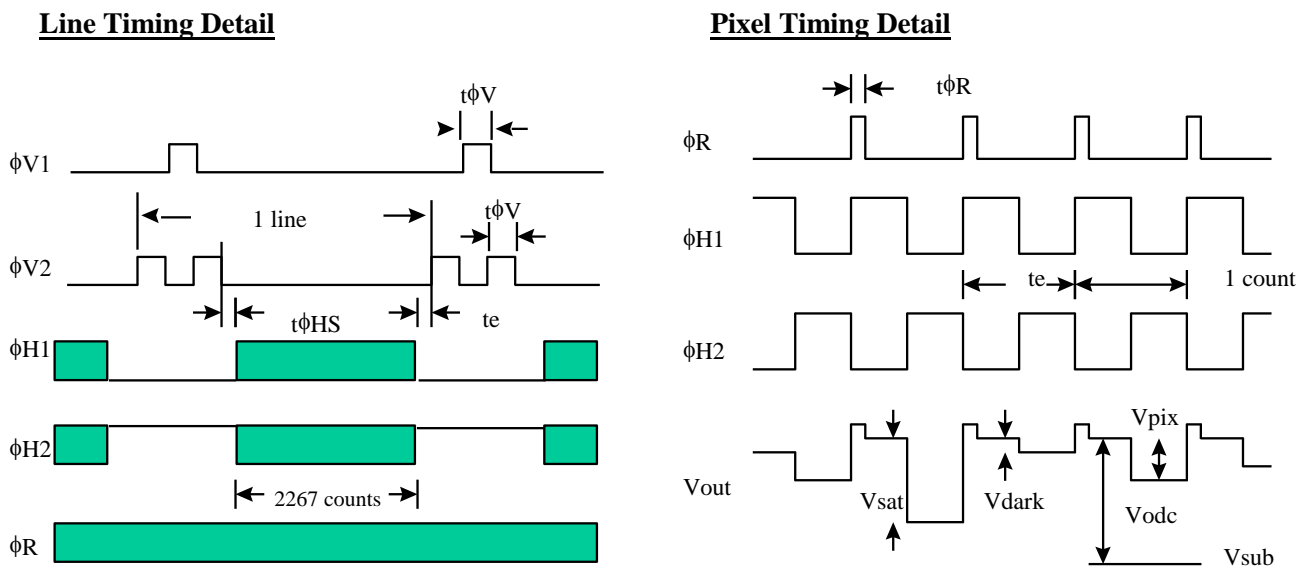 Line Timing Detail
tϕV
ϕV1
1 line
tϕV
ϕV2
tϕHS
te
ϕH1
ϕH2
2267 counts
ϕR
Pixel Timing Detail
tϕR
ϕR
ϕH1
te
1 count
ϕH2
Vpix
Vout
Vsat
Vdark
Vodc
Vsub